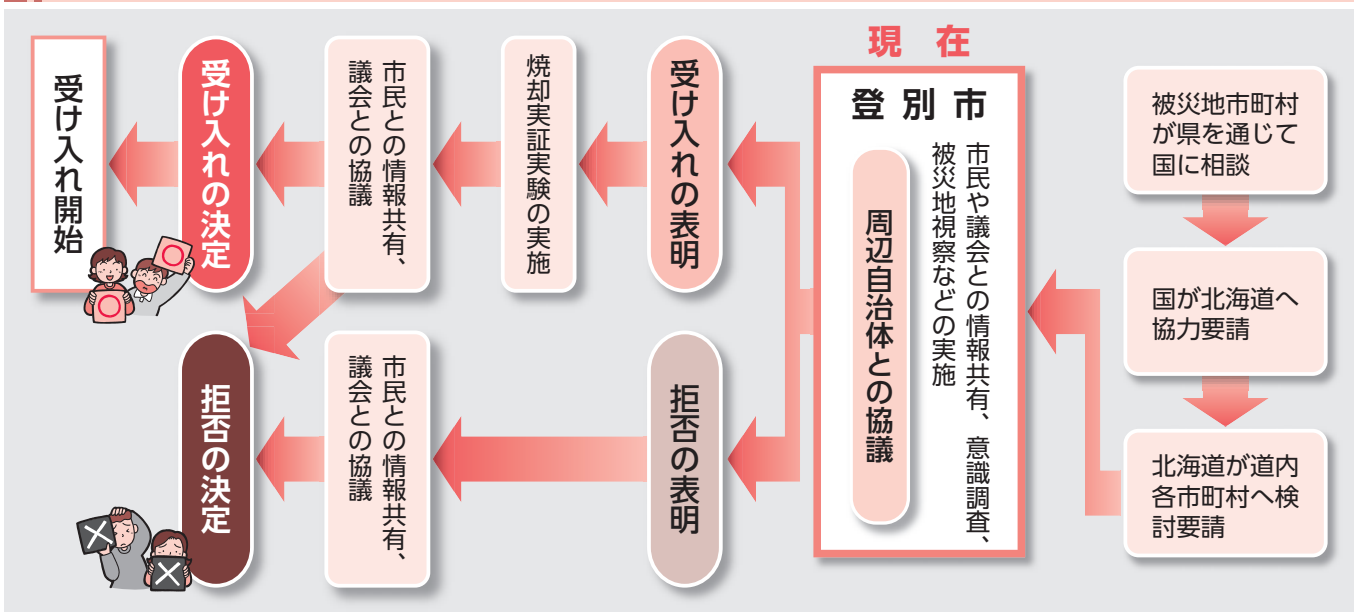 被災地市町村
が県を通じて
国に相談
国が北海道へ
協力要請
北海道が道内
各市町村へ検
討要請
現在
登別市
市民や議会との情報共有、意識調査、
被災地視察などの実施
周辺自治体との協議
受け入れの表明
焼却実証実験の実施
市民との情報共有、
議会との協議
受け入れの決定
受け入れ開始
拒否の表明
市民との情報共有、
議会との協議
拒否の決定